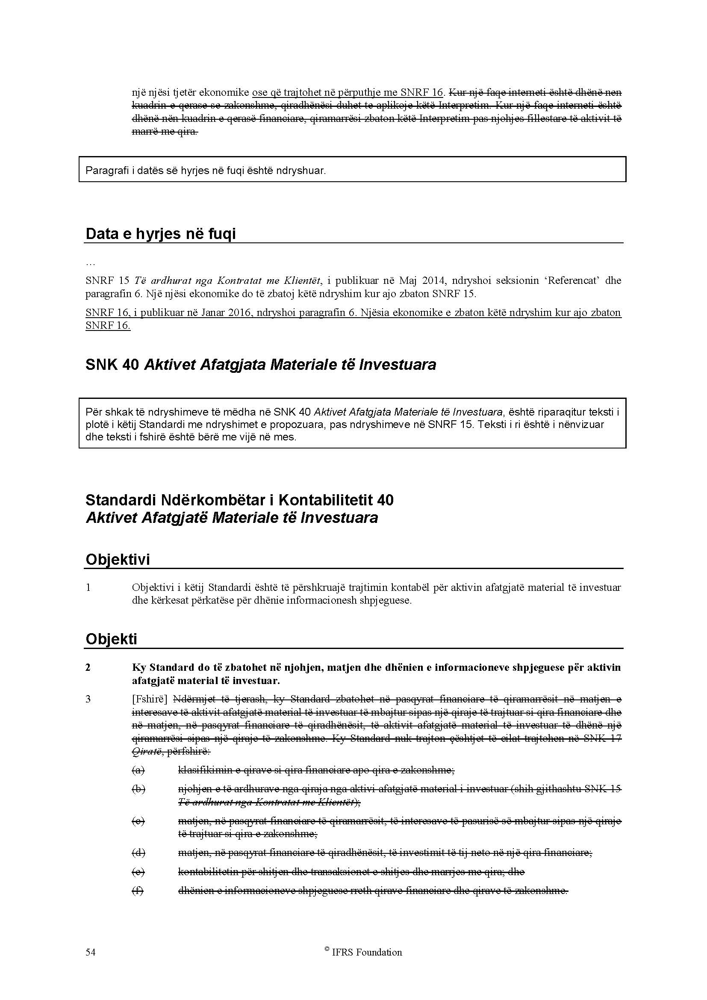 një njësi tjetër ekonomike ose që trajtohet në përputhje me SNRF 16. Kur një faqe interneti është dhënë nen
kuadrin e qerase se zakonshme, qiradhënësi duhet te aplikoje këtë Interpretim. Kur një faqe interneti është
dhënë nën kuadrin e qerasë financiare, qiramarrësi zbaton këtë Interpretim pas njohjes fillestare të aktivit të
marrë me qira.
Paragrafi i datës së hyrjes në fuqi është ndryshuar.
Data e hyrjes në fuqi
…
SNRF 15 Të ardhurat nga Kontratat me Klientët, i publikuar në Maj 2014, ndryshoi seksionin ‘Referencat’ dhe
paragrafin 6. Një njësi ekonomike do të zbatoj këtë ndryshim kur ajo zbaton SNRF 15.
SNRF 16, i publikuar në Janar 2016, ndryshoi paragrafin 6. Njësia ekonomike e zbaton këtë ndryshim kur ajo zbaton
SNRF 16.
SNK 40 Aktivet Afatgjata Materiale të Investuara
Për shkak të ndryshimeve të mëdha në SNK 40 Aktivet Afatgjata Materiale të Investuara, është riparaqitur teksti i
plotë i këtij Standardi me ndryshimet e propozuara, pas ndryshimeve në SNRF 15. Teksti i ri është i nënvizuar
dhe teksti i fshirë është bërë me vijë në mes.
Standardi Ndërkombëtar i Kontabilitetit 40
Aktivet Afatgjatë Materiale të Investuara
Objektivi
1 Objektivi i këtij Standardi është të përshkruajë trajtimin kontabël për aktivin afatgjatë material të investuar
dhe kërkesat përkatëse për dhënie informacionesh shpjeguese.
Objekti
2 Ky Standard do të zbatohet në njohjen, matjen dhe dhënien e informacioneve shpjeguese për aktivin
afatgjatë material të investuar.
3 [Fshirë] Ndërmjet të tjerash, ky Standard zbatohet në pasqyrat financiare të qiramarrësit në matjen e
interesave të aktivit afatgjatë material të investuar të mbajtur sipas një qiraje të trajtuar si qira financiare dhe
në matjen, në pasqyrat financiare të qiradhënësit, të aktivit afatgjatë material të investuar të dhënë një
qiramarrësi sipas një qiraje të zakonshme. Ky Standard nuk trajton çështjet të cilat trajtohen në SNK 17
Qiratë, përfshirë:
(a) klasifikimin e qirave si qira financiare apo qira e zakonshme;
(b) njohjen e të ardhurave nga qiraja nga aktivi afatgjatë material i investuar (shih gjithashtu SNK 15
Të ardhurat nga Kontratat me Klientët);
(c) matjen, në pasqyrat financiare të qiramarrësit, të interesave të pasurisë së mbajtur sipas një qiraje
të trajtuar si qira e zakonshme;
(d) matjen, në pasqyrat financiare të qiradhënësit, të investimit të tij neto në një qira financiare;
(e) kontabilitetin për shitjen dhe transaksionet e shitjes dhe marrjes me qira; dhe
(f) dhënien e informacioneve shpjeguese rreth qirave financiare dhe qirave të zakonshme.
54 © IFRS Foundation